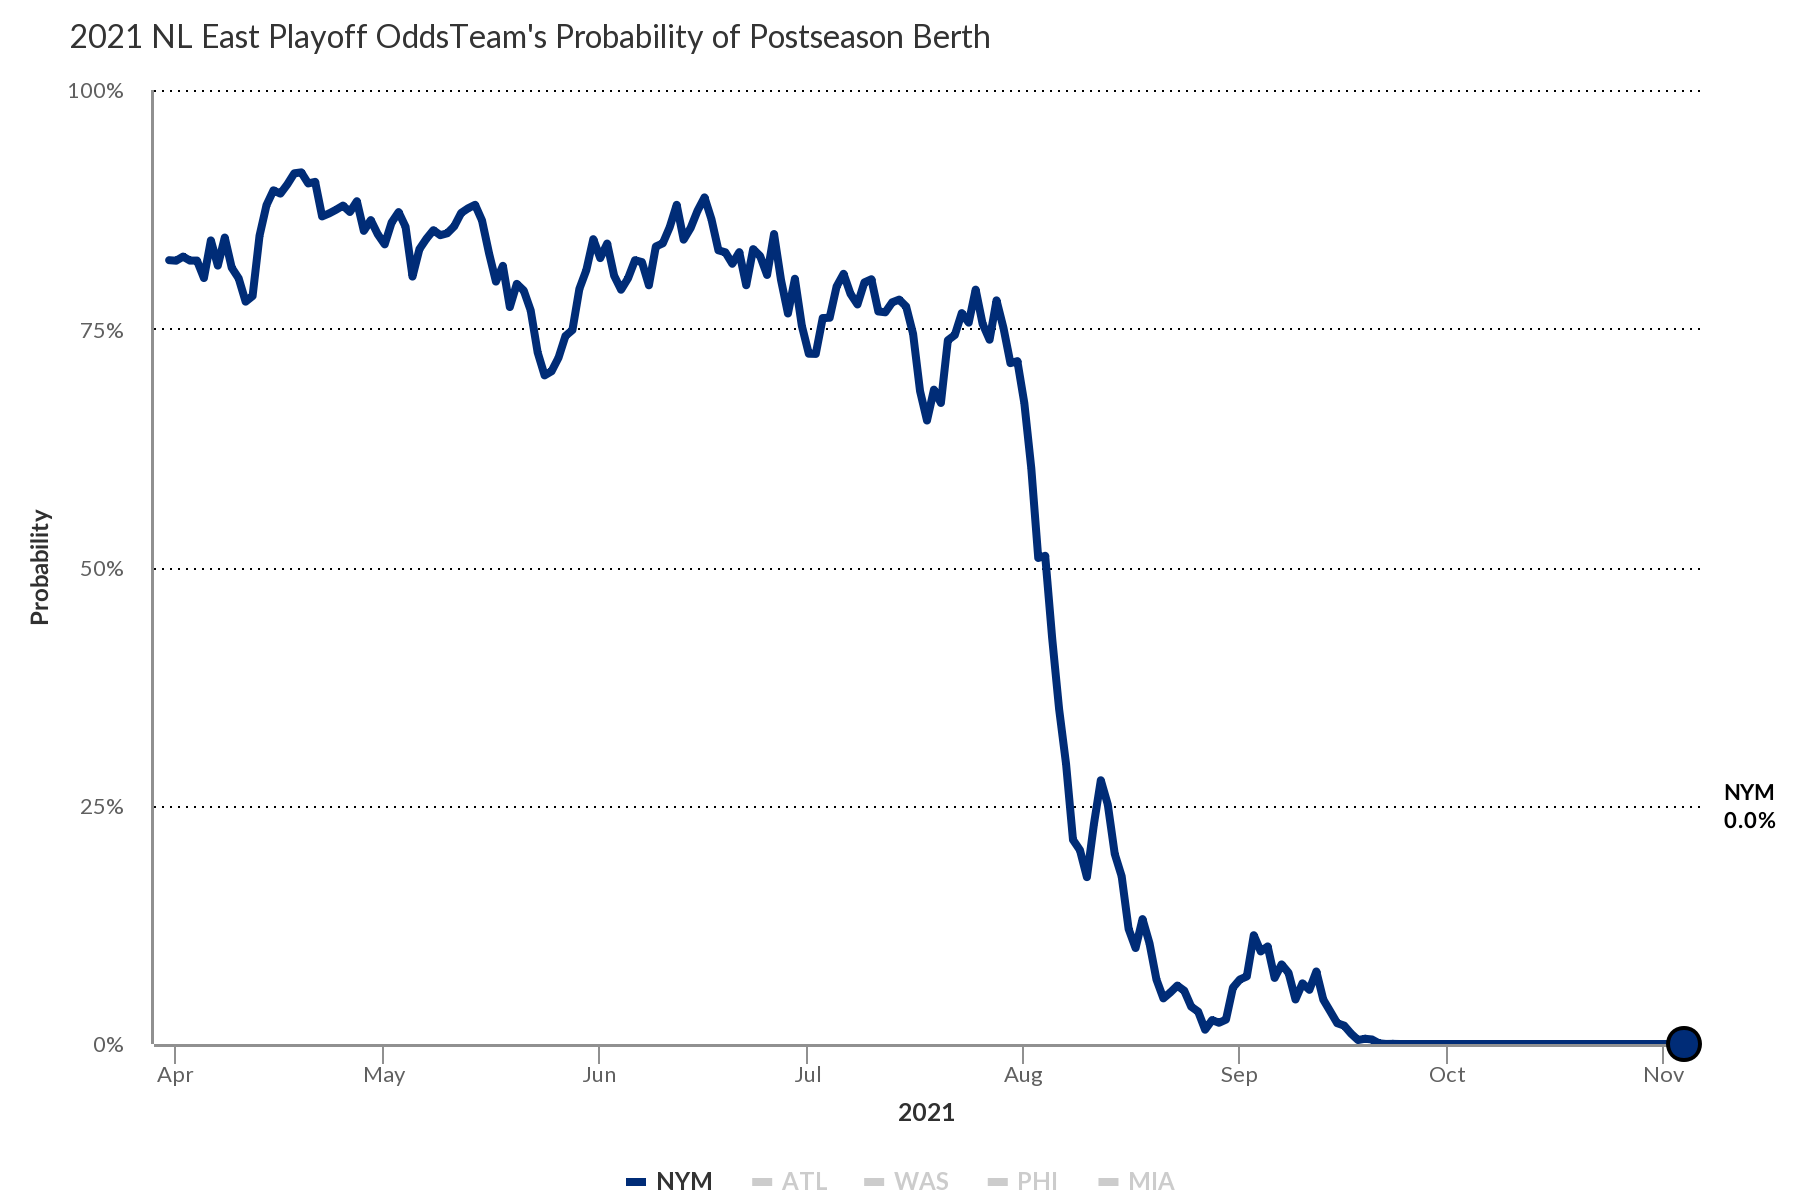 2021 NL East Playoff OddsTeam's Probability of Postseason Berth
100%
75%
50%
25%
0%
Probability
NYM
0.0%
Apr May Jun Jul Aug Sep Oct Nov
2021
NYM ATL WAS PHI MIA